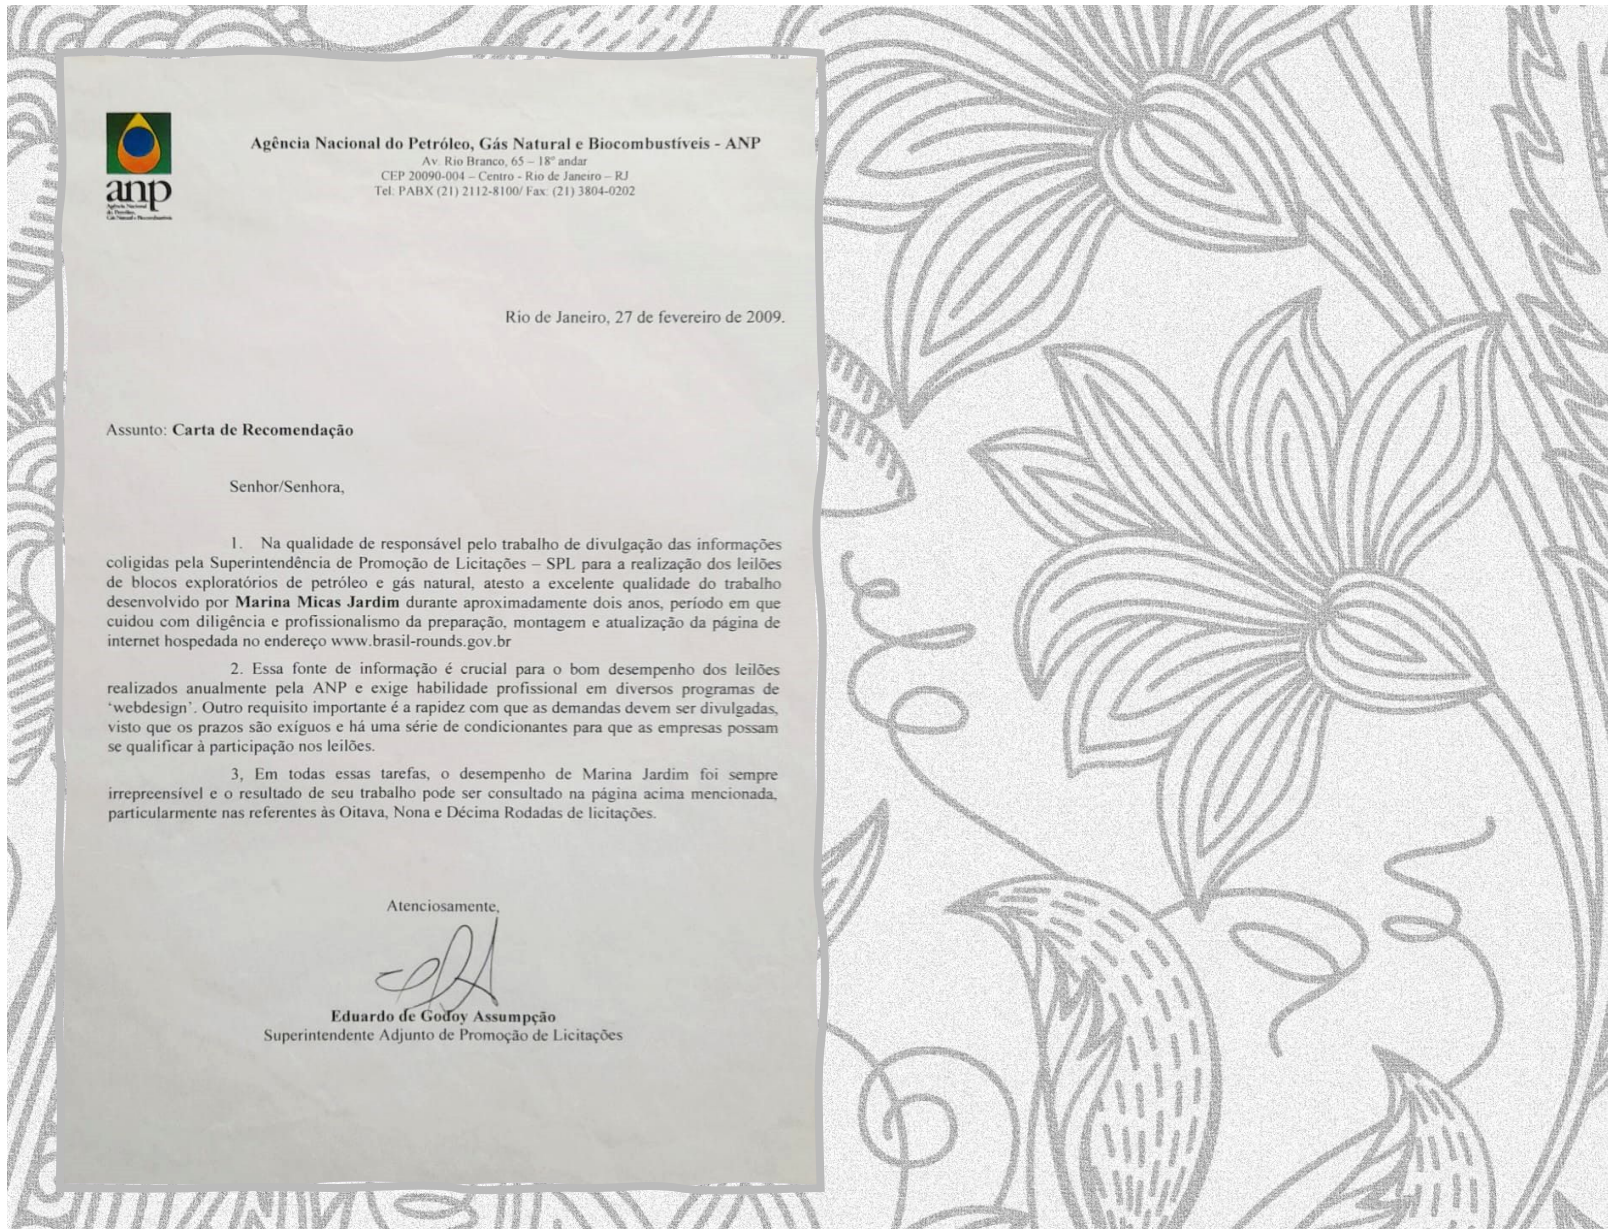 anp
Agência Nacional
do Petróleo,
Gás Natural e Biocombustíveis
Agência Nacional do Petróleo, Gás Natural e Biocombustíveis - ANP
Av. Rio Branco, 65 – 18º andar
CEP 20090-004 – Centro - Rio de Janeiro – RJ
Tel: PABX (21) 2112-8100/ Fax: (21) 3804-0202
Rio de Janeiro, 27 de fevereiro de 2009.
Assunto: Carta de Recomendação
Senhor/Senhora,
1. Na qualidade de responsável pelo trabalho de divulgação das informações
coligidas pela Superintendência de Promoção de Licitações – SPL para a realização dos leilões
de blocos exploratórios de petróleo e gás natural, atesto a excelente qualidade do trabalho
desenvolvido por Marina Micas Jardim durante aproximadamente dois anos, período em que
cuidou com diligência e profissionalismo da preparação, montagem e atualização da página de
internet hospedada no endereço www.brasil-rounds.gov.br
2. Essa fonte de informação é crucial para o bom desempenho dos leilões
realizados anualmente pela ANP e exige habilidade profissional em diversos programas de
‘webdesign’. Outro requisito importante é a rapidez com que as demandas devem ser divulgadas,
visto que os prazos são exíguos e há uma série de condicionantes para que as empresas possam
se qualificar à participação nos leilões.
3, Em todas essas tarefas, o desempenho de Marina Jardim foi sempre
irrepreensível e o resultado de seu trabalho pode ser consultado na página acima mencionada,
particularmente nas referentes às Oitava, Nona e Décima Rodadas de licitações.
Atenciosamente,
Eduardo de Godoy Assumpção
Superintendente Adjunto de Promoção de Licitações